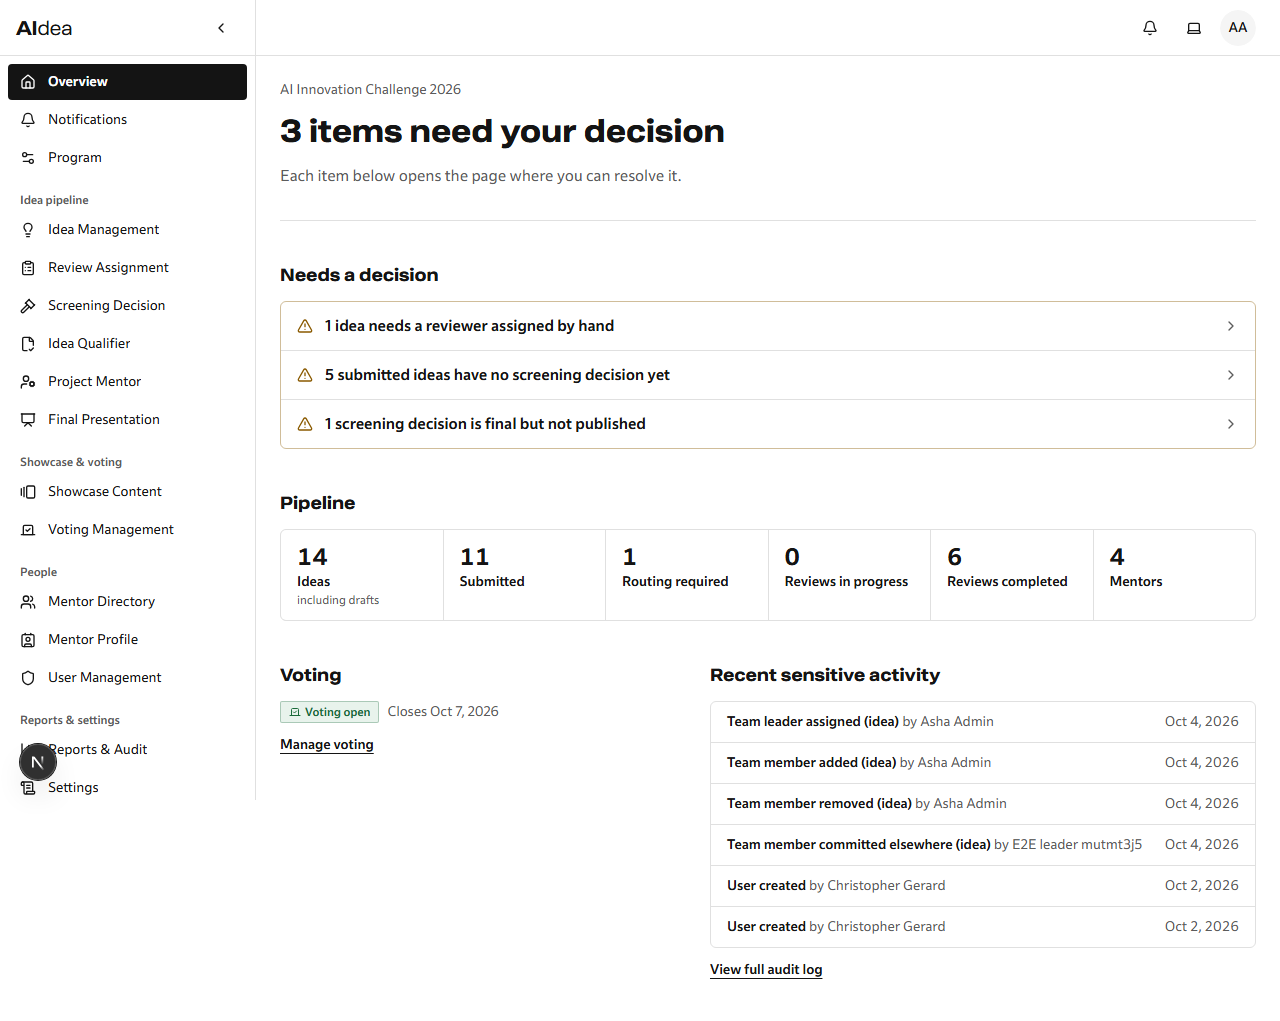 AIdea
AA
Overview
Notifications
Program
Idea pipeline
Idea Management
Review Assignment
Screening Decision
Idea Qualifier
Project Mentor
Final Presentation
Showcase & voting
Showcase Content
Voting Management
People
Mentor Directory
Mentor Profile
User Management
Reports & settings
Reports & Audit
N
Settings
AI Innovation Challenge 2026
3 items need your decision
Each item below opens the page where you can resolve it.
Needs a decision
1 idea needs a reviewer assigned by hand
5 submitted ideas have no screening decision yet
1 screening decision is final but not published
Pipeline
14
Ideas
including drafts
11
Submitted
1
Routing required
0
Reviews in progress
6
Reviews completed
4
Mentors
Voting
Voting open Closes Oct 7, 2026
Manage voting
Recent sensitive activity
Team leader assigned (idea) by Asha Admin Oct 4, 2026
Team member added (idea) by Asha Admin Oct 4, 2026
Team member removed (idea) by Asha Admin Oct 4, 2026
Team member committed elsewhere (idea) by E2E leader mutmt3j5 Oct 4, 2026
User created by Christopher Gerard Oct 2, 2026
User created by Christopher Gerard Oct 2, 2026
View full audit log